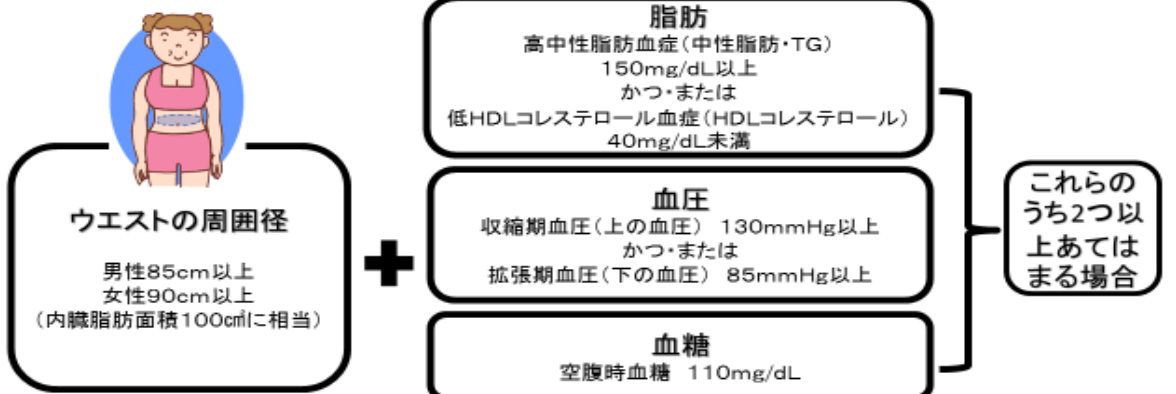 ウエストの周囲径
男性85cm以上
女性90cm以上
(内臓脂肪面積100c㎡に相当)
脂肪
高中性脂肪血症(中性脂肪・TG)
150mg/dL以上
かつ・または
低HDLコレステロール血症(HDLコレステロール)
40mg/dL未満
血圧
収縮期血圧(上の血圧) 130mmHg以上
かつ・または
拡張期血圧(下の血圧) 85mmHg以上
血糖
空腹時血糖 110mg/dL
これらの
うち2つ以
上あては
まる場合